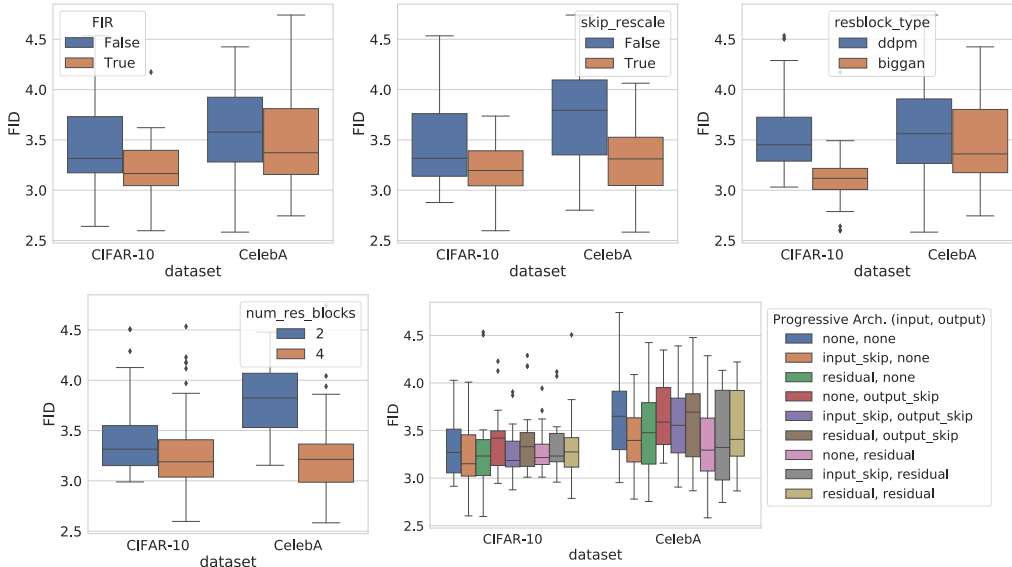 FIR
False
True
4.5
4.0
3.5
3.0
2.5
FID
CIFAR-10
CelebA
dataset
skip_rescale
False
True
4.5
4.0
3.5
3.0
2.5
FID
CIFAR-10
CelebA
dataset
resblock_type
ddpm
biggan
4.5
4.0
3.5
3.0
2.5
FID
CIFAR-10
CelebA
dataset
num_res_blocks
2
4
4.5
4.0
3.5
3.0
2.5
FID
CIFAR-10
CelebA
dataset
4.5
4.0
3.5
3.0
2.5
FID
CIFAR-10
CelebA
dataset
Progressive Arch. (input, output)
none, none
input_skip, none
residual, none
none, output_skip
input_skip, output_skip
residual, output_skip
none, residual
input_skip, residual
residual, residual